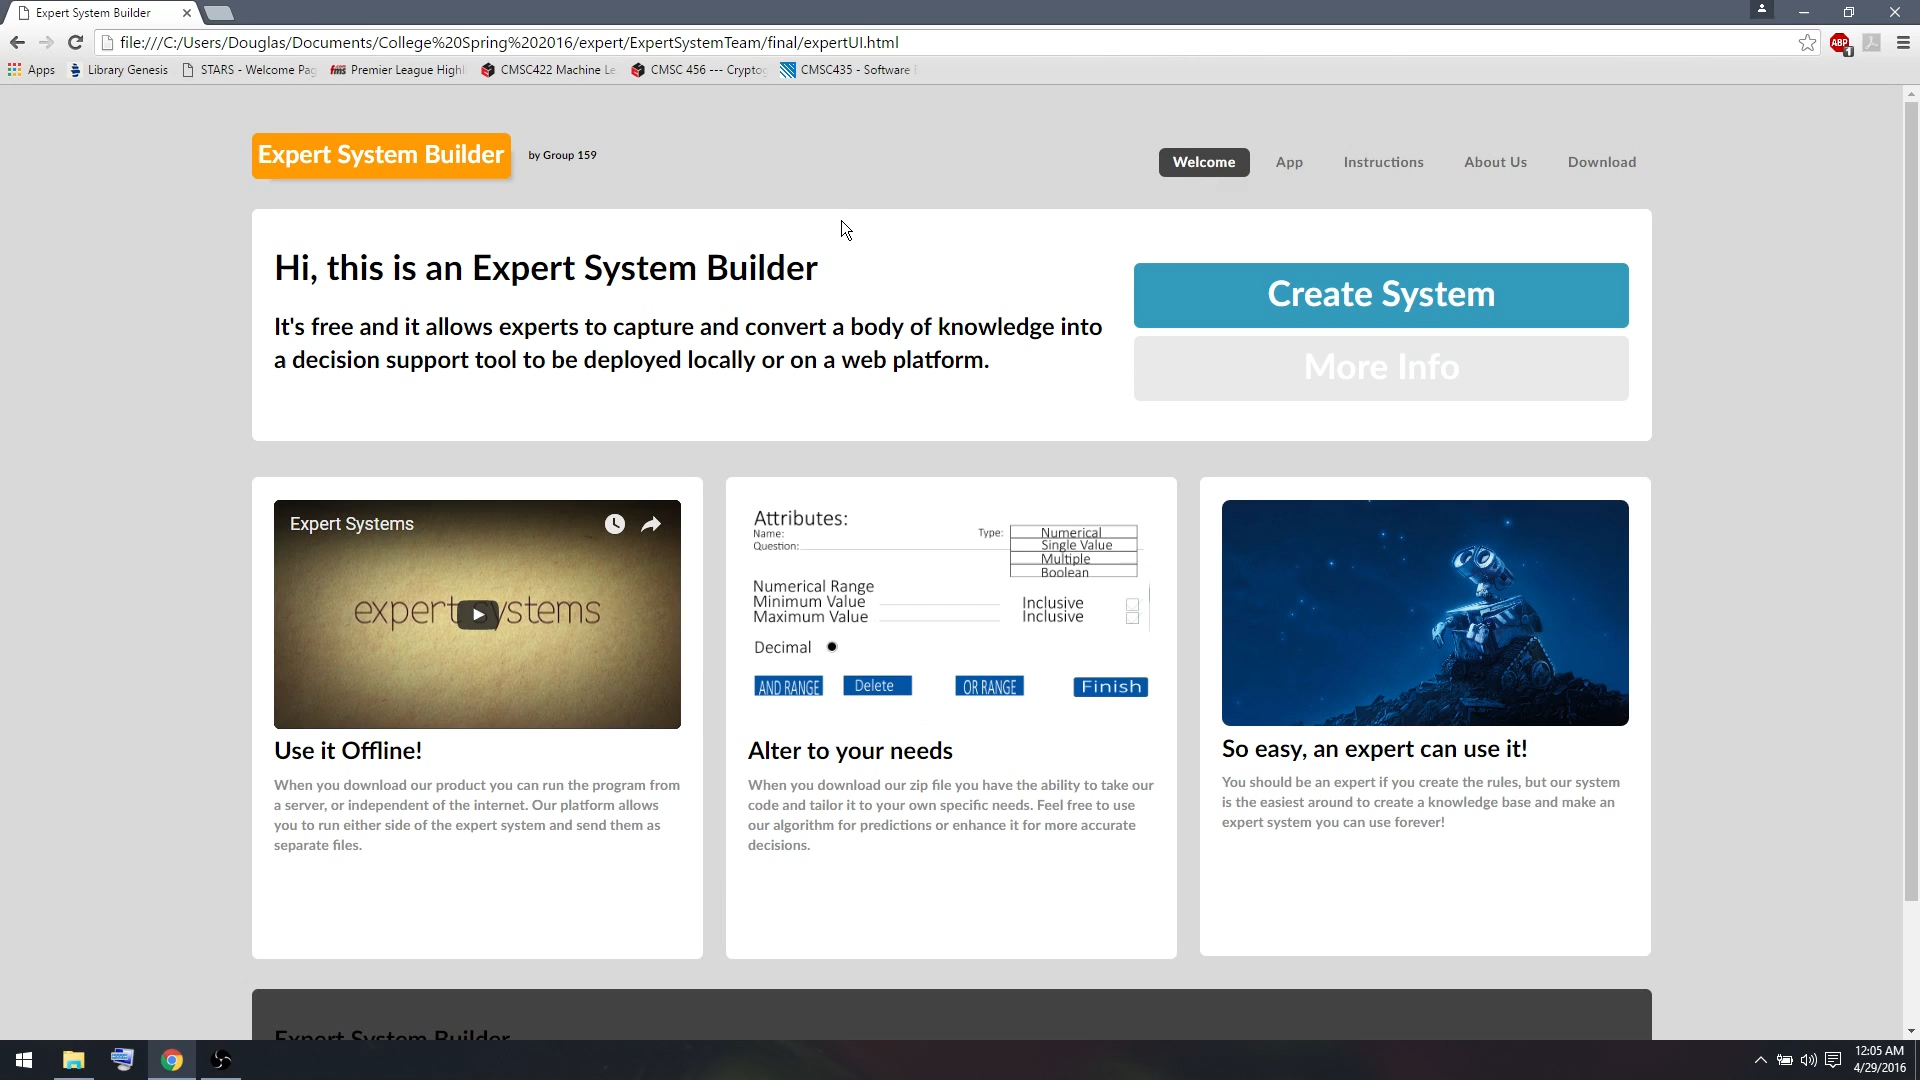 Expert System Builder
file:///C:/Users/Douglas/Documents/College%20Spring%202016/expert/ExpertSystemTeam/final/expertUI.html
ABP
1
Apps
Library Genesis
STARS - Welcome Pag
fms Premier League Highl
CMSC422 Machine Le
CMSC 456 --- Cryptog
CMSC435 - Software
Expert System Builder
by Group 159
Welcome
App
Instructions
About Us
Download
Hi, this is an Expert System Builder
It's free and it allows experts to capture and convert a body of knowledge into
a decision support tool to be deployed locally or on a web platform.
Create System
More Info
Expert Systems
expert systems
Use it Offline!
When you download our product you can run the program from
a server, or independent of the internet. Our platform allows
you to run either side of the expert system and send them as
separate files.
Attributes:
Name:
Question:
Type:
Numerical
Single Value
Multiple
Boolean
Numerical Range
Minimum Value
Inclusive
Maximum Value
Inclusive
Decimal
AND RANGE
Delete
OR RANGE
Finish
Alter to your needs
When you download our zip file you have the ability to take our
code and tailor it to your own specific needs. Feel free to use
our algorithm for predictions or enhance it for more accurate
decisions.
So easy, an expert can use it!
You should be an expert if you create the rules, but our system
is the easiest around to create a knowledge base and make an
expert system you can use forever!
Expert System Builder
12:05 AM
4/29/2016